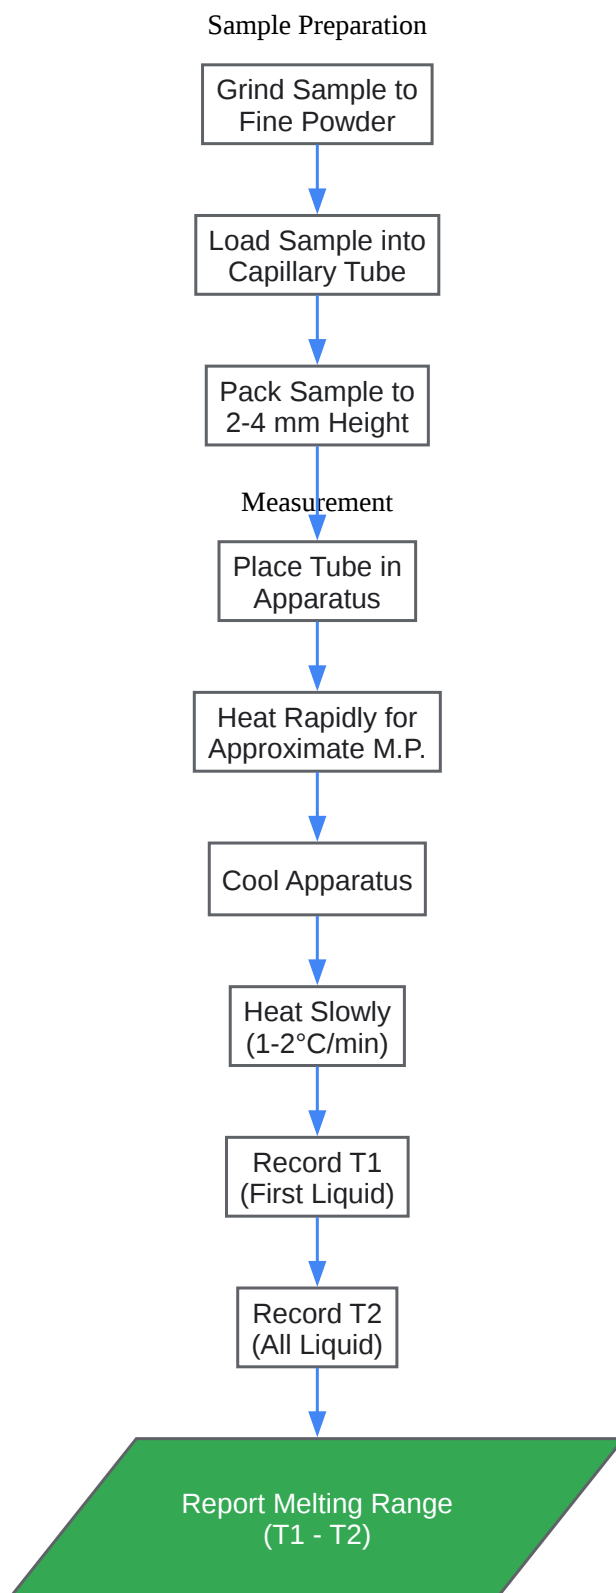 Sample Preparation
Grind Sample to
Fine Powder
Load Sample into
Capillary Tube
Pack Sample to
2-4 mm Height
Measurement
Place Tube in
Apparatus
Heat Rapidly for
Approximate M.P.
Cool Apparatus
Heat Slowly
(1-2°C/min)
Record T1
(First Liquid)
Record T2
(All Liquid)
Report Melting Range
(T1 - T2)